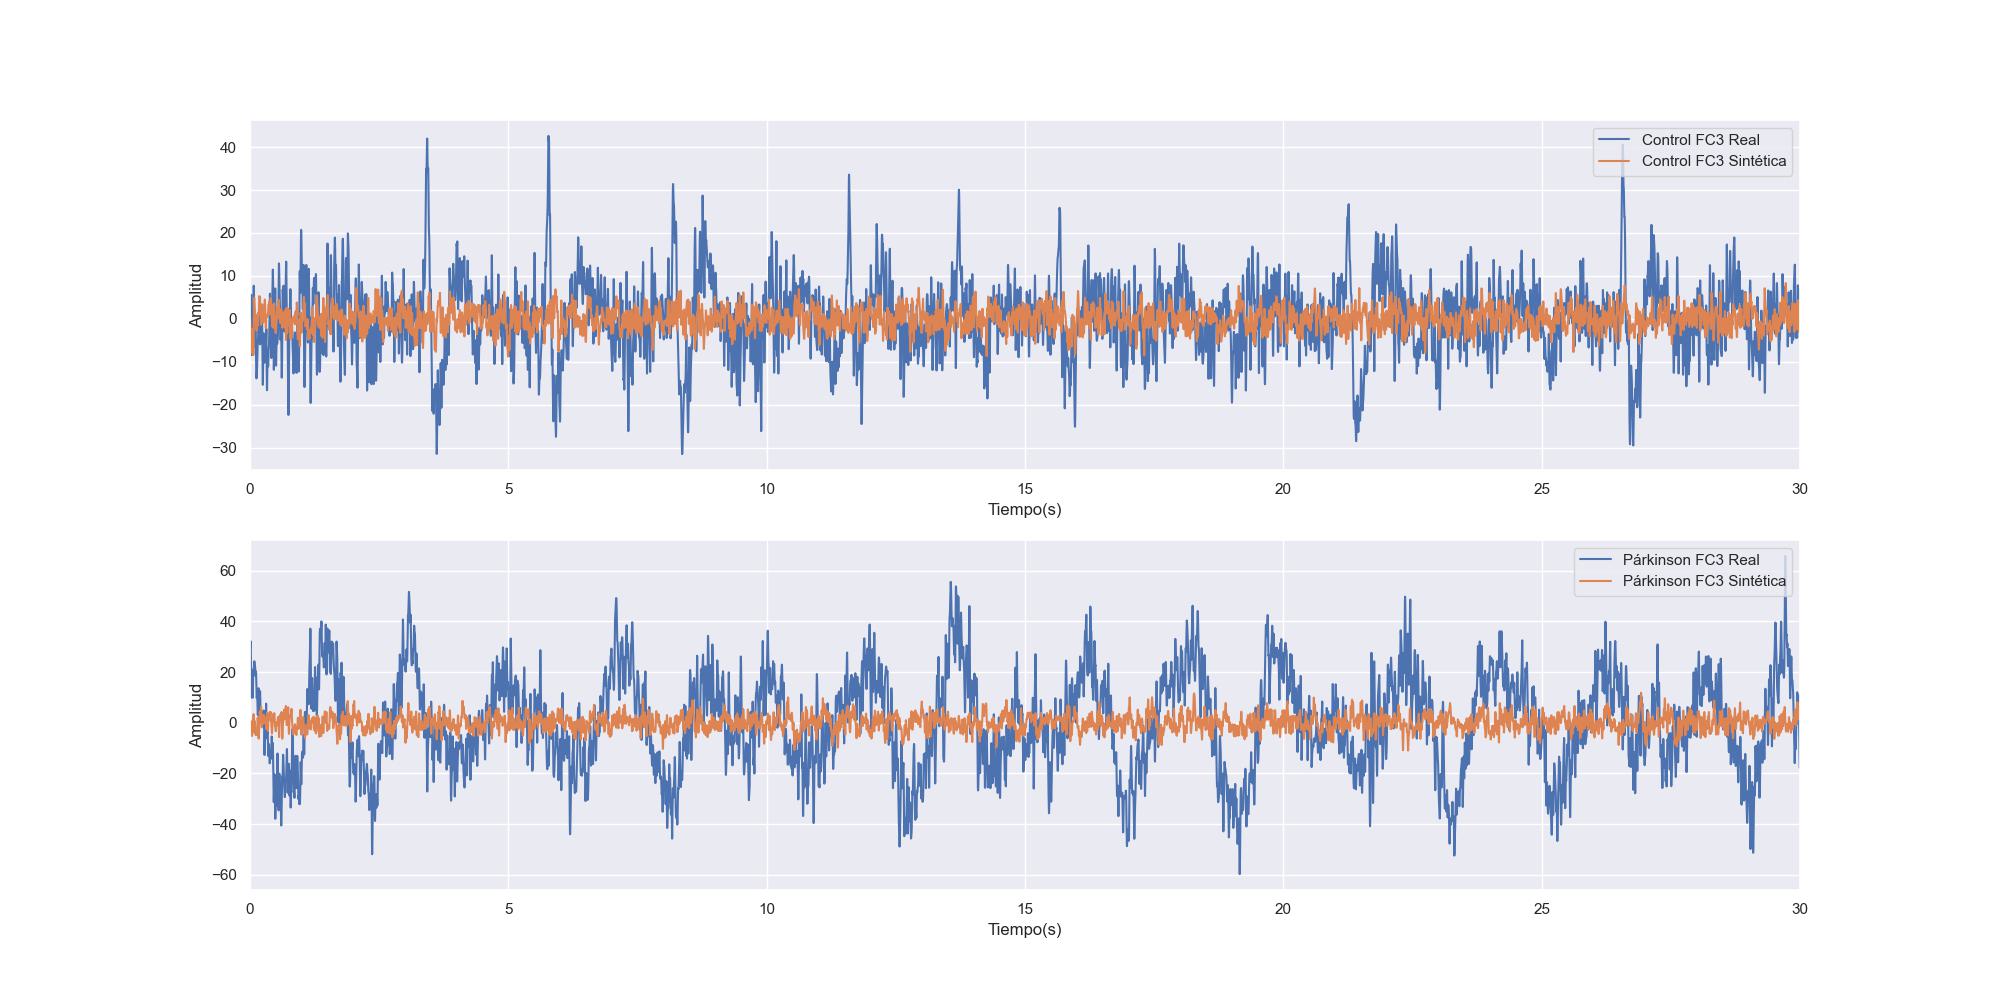 Control FC3 Real
Control FC3 Sintética
40
30
20
10
0
−10
−20
−30
Amplitud
0 5 10 15 20 25 30
Tiempo(s)
Párkinson FC3 Real
Párkinson FC3 Sintética
60
40
20
0
−20
−40
−60
Amplitud
0 5 10 15 20 25 30
Tiempo(s)